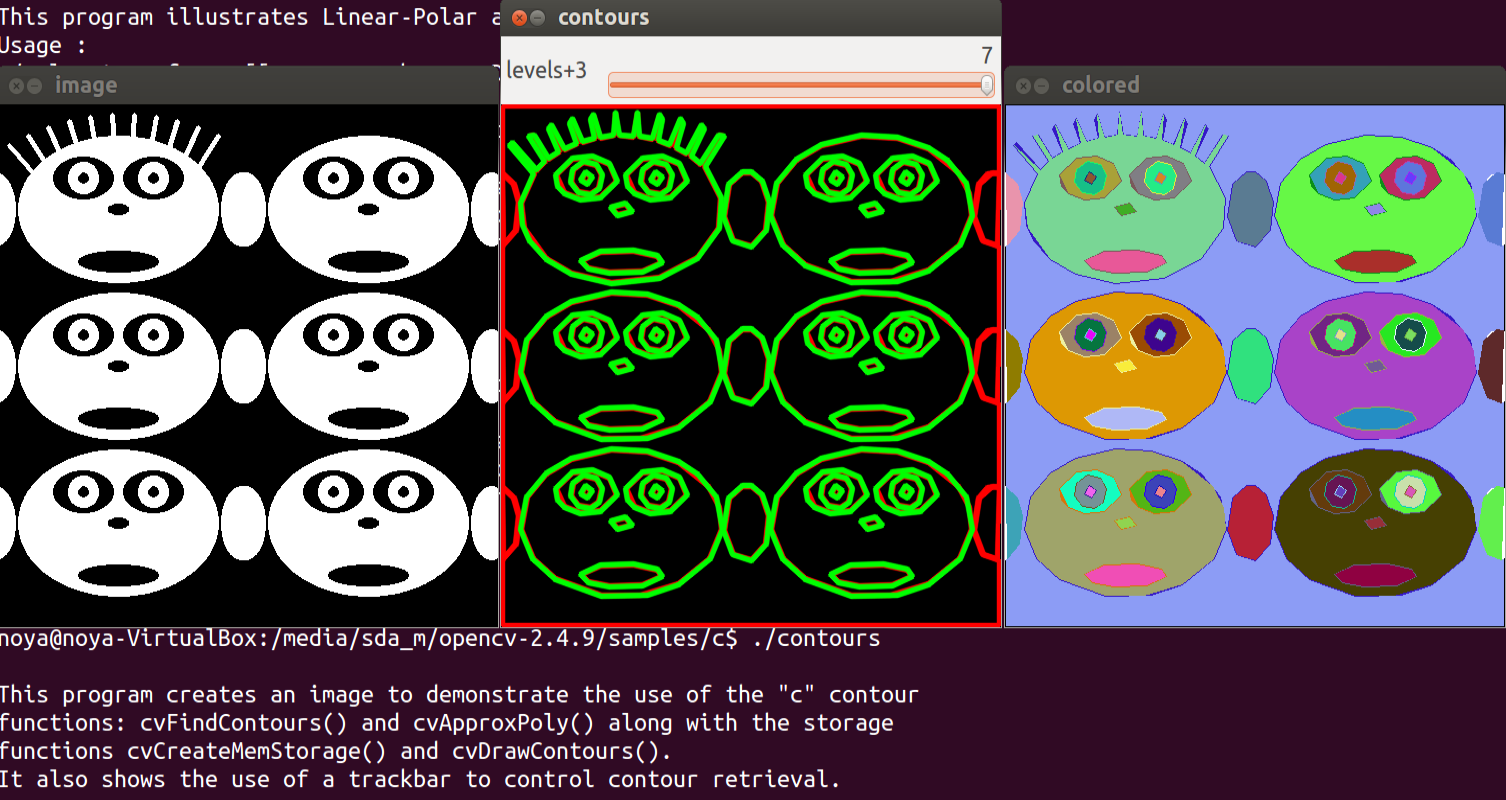 This program illustrates Linear-Polar
Usage :
image
contours
7
levels+3
colored
noya@noya-VirtualBox:/media/sda_m/opencv-2.4.9/samples/c$ ./contours
This program creates an image to demonstrate the use of the "c" contour
functions: cvFindContours() and cvApproxPoly() along with the storage
functions cvCreateMemStorage() and cvDrawContours().
It also shows the use of a trackbar to control contour retrieval.